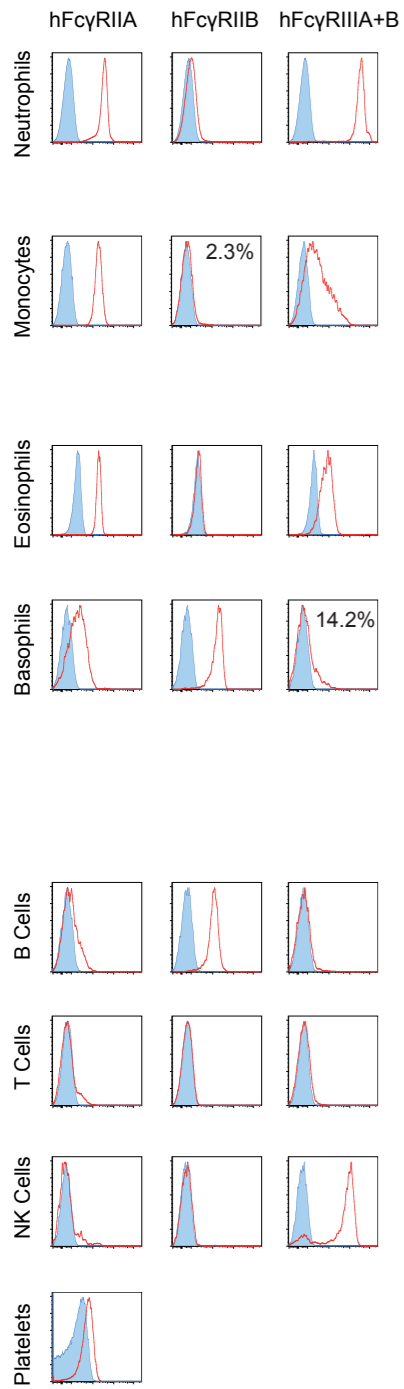 hFcγRIIA hFcγRIIB hFcγRIIIA+B
Neutrophils
Monocytes
2.3%
Eosinophils
Basophils
14.2%
B Cells
T Cells
NK Cells
Platelets